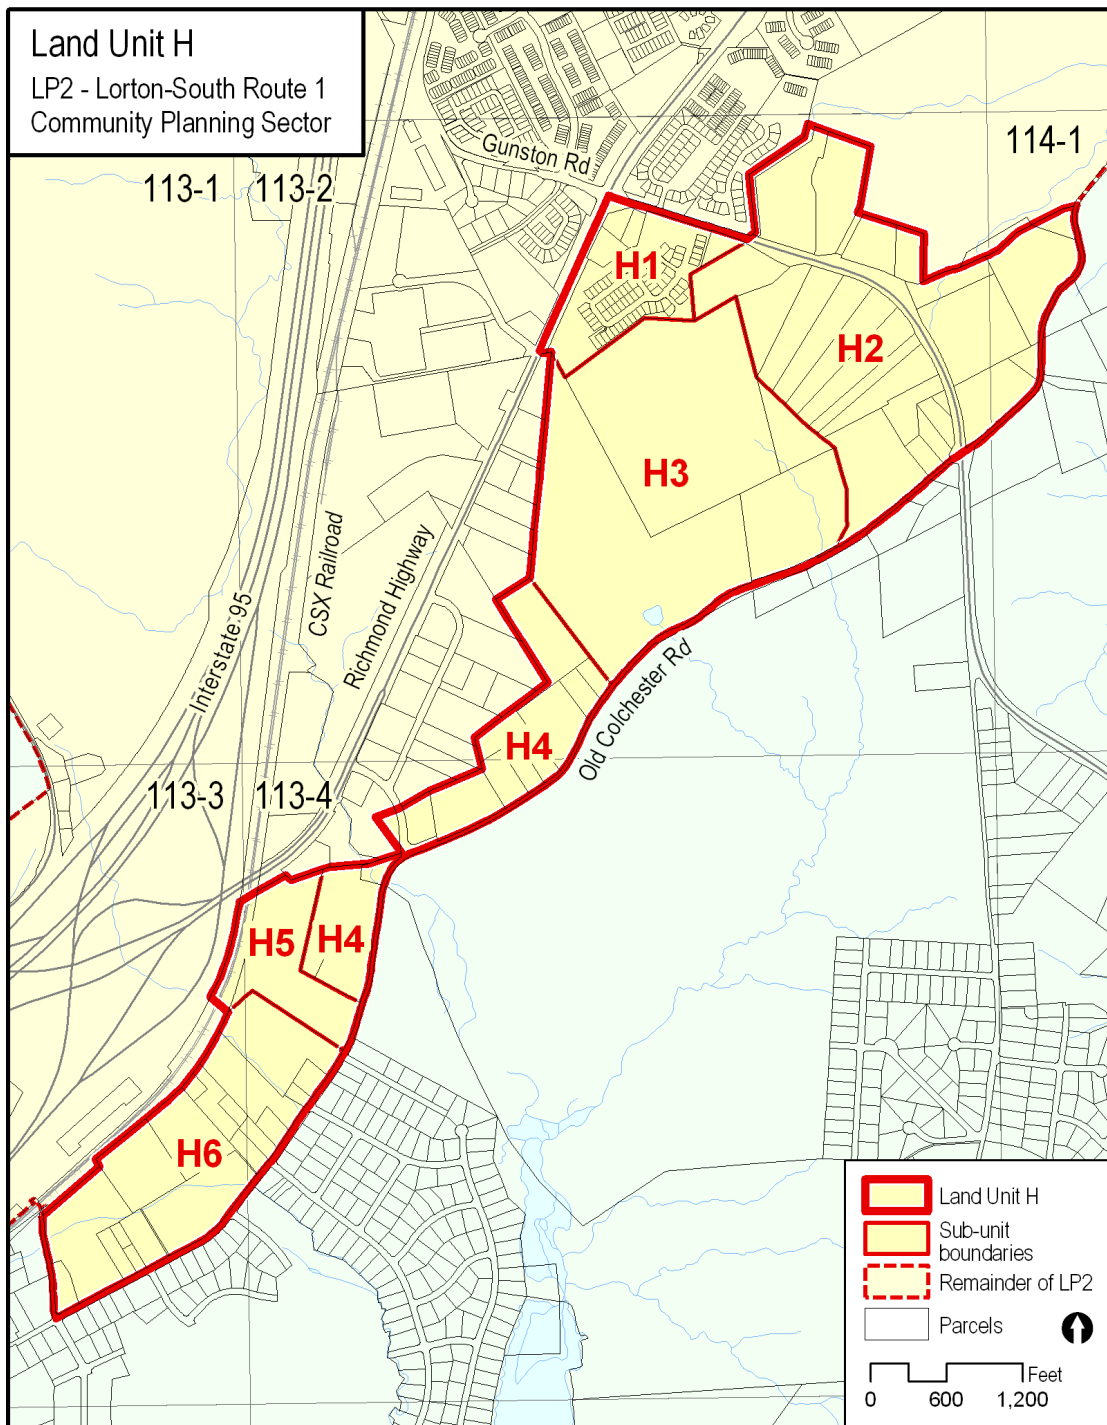 Land Unit H
LP2 - Lorton-South Route 1
Community Planning Sector
Gunston Rd
114-1
113-1
113-2
H1
H2
H3
CSX Railroad
Richmond Highway
Interstate 95
Old Colchester Rd
H4
113-3
113-4
H5
H4
H6
Land Unit H
Sub-unit
boundaries
Remainder of LP2
Parcels
Feet
0 600 1,200